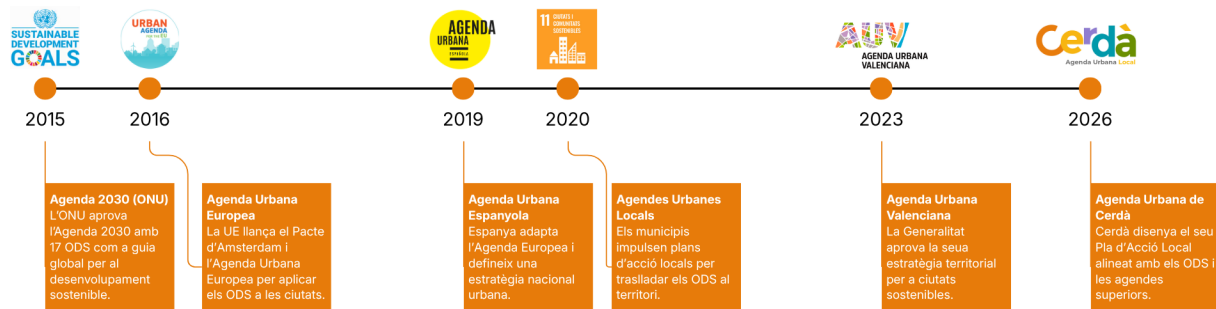 SUSTAINABLE
DEVELOPMENT
GOALS
URBAN
AGENDA
FOR THE EU
AGENDA
URBANA
ESPAÑOLA
11 CIUTATS I
COMUNITATS
SOSTENIBLES
AUV
AGENDA URBANA
VALENCIANA
Cerdà
Agenda Urbana Local
2015
2016
2019
2020
2023
2026
Agenda 2030 (ONU)
L'ONU aprova
l'Agenda 2030 amb
17 ODS com a guia
global per al
desenvolupament
sostenible.
Agenda Urbana
Europea
La UE llança el Pacte
d'Amsterdam i
l'Agenda Urbana
Europea per aplicar
els ODS a les ciutats.
Agenda Urbana
Espanyola
Espanya adapta
l'Agenda Europea i
defineix una
estratègia nacional
urbana.
Agendes Urbanes
Locals
Els municipis
impulsen plans
d'acció locals per
traslladar els ODS al
territori.
Agenda Urbana
Valenciana
La Generalitat
aprova la seua
estratègia territorial
per a ciutats
sostenibles.
Agenda Urbana de
Cerdà
Cerdà disenya el seu
Pla d'Acció Local
alineat amb els ODS i
les agendes
superiors.